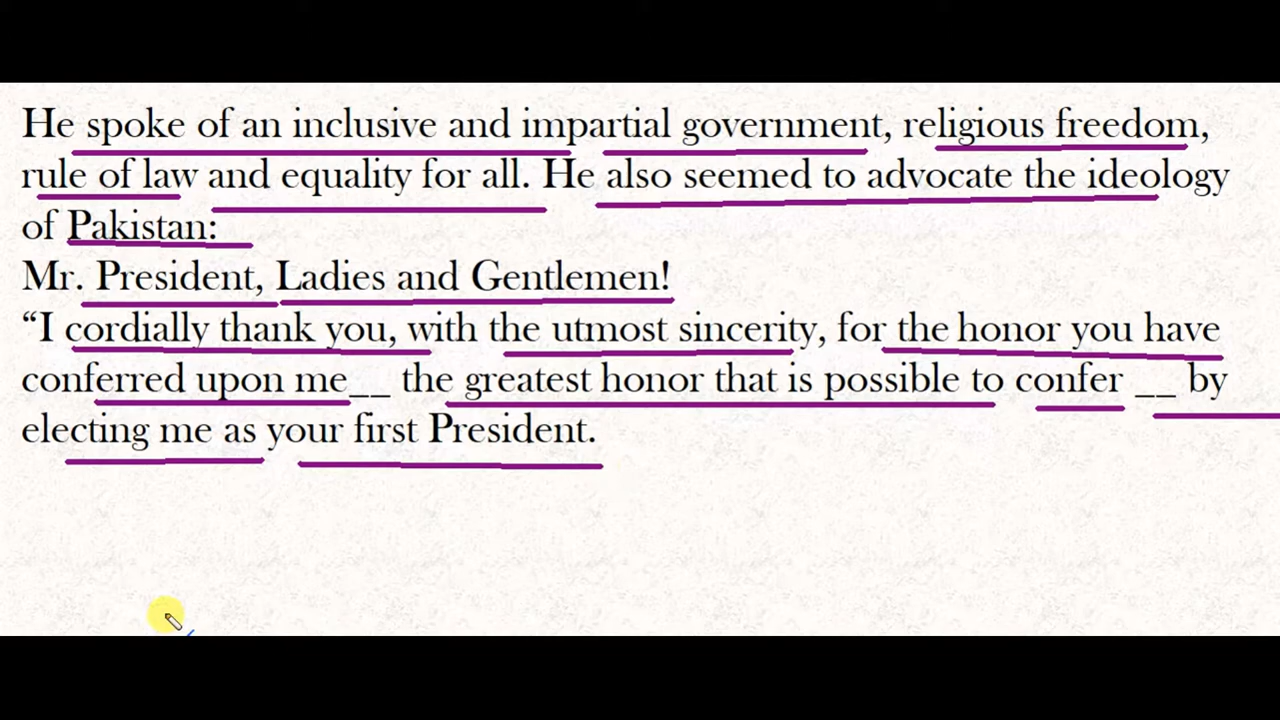 He spoke of an inclusive and impartial government, religious freedom,
rule of law and equality for all. He also seemed to advocate the ideology
of Pakistan:
Mr. President, Ladies and Gentlemen!
“I cordially thank you, with the utmost sincerity, for the honor you have
conferred upon me__ the greatest honor that is possible to confer __ by
electing me as your first President.